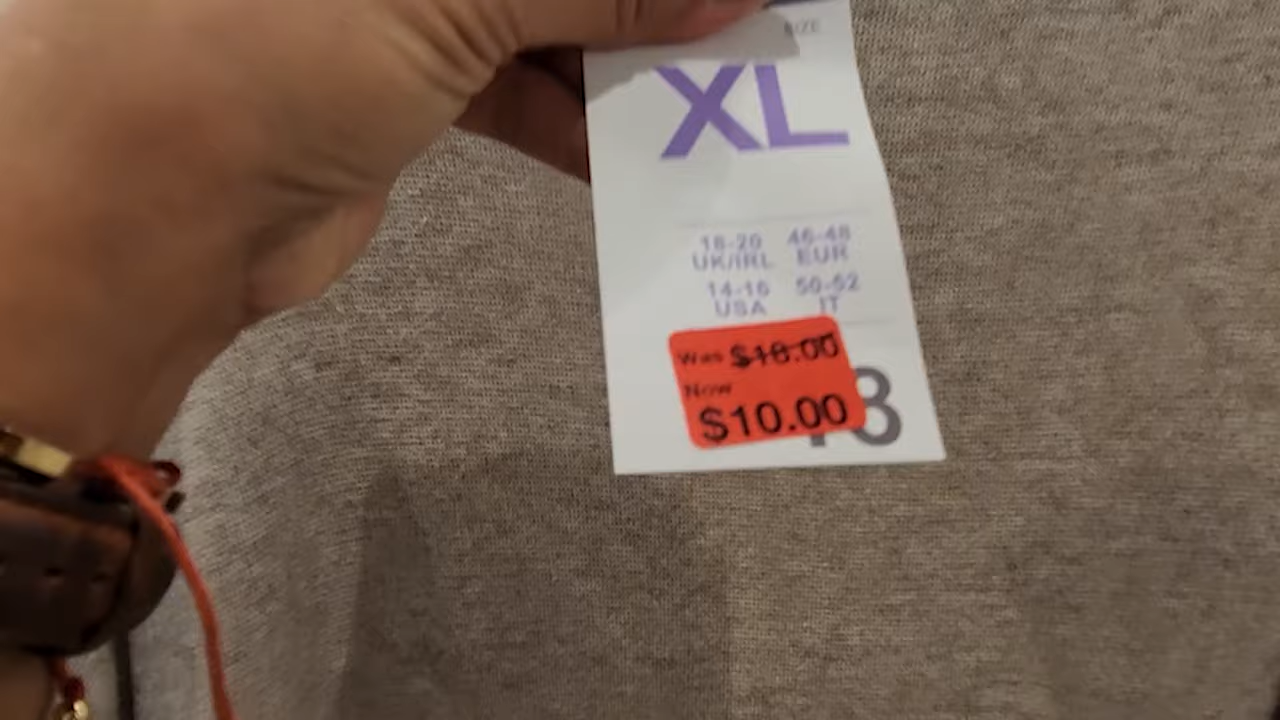 SIZE
XL
18-20 46-48
UK/IRL EUR
14-16 50-52
USA IT
Was $18.00
Now
$10.00